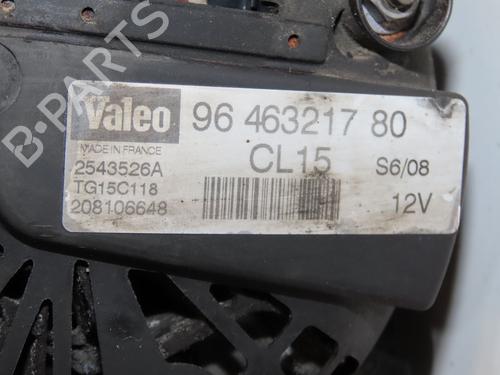 B-PARTS
Valeo
96 463217 80
MADE IN FRANCE
CL15
S6/08
2543526A
TG15C118
208106648
12V